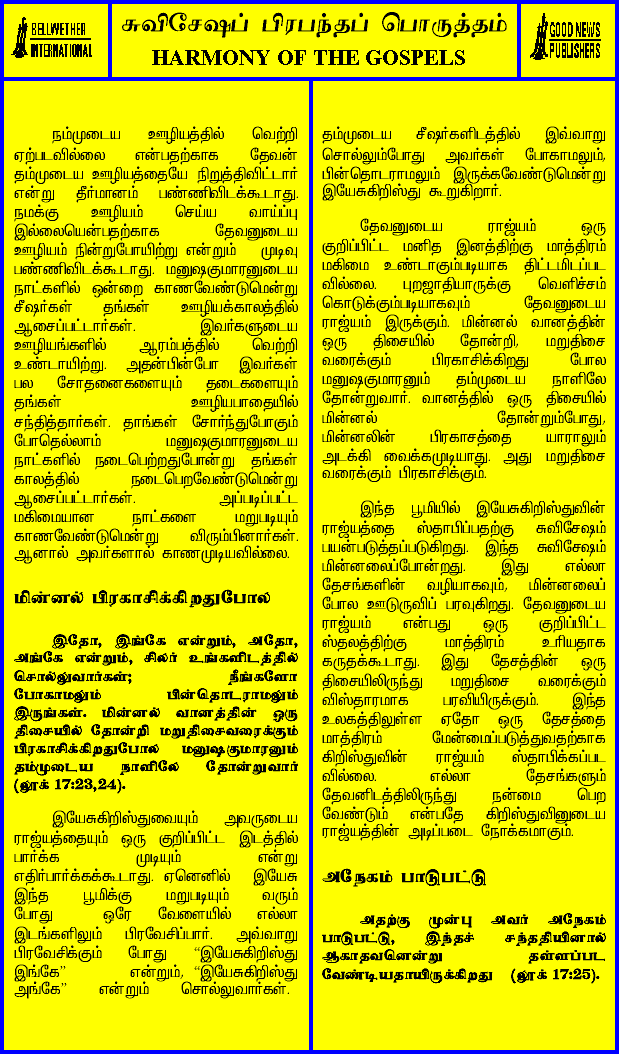 BELLWETHER
INTERNATIONAL
சுவிசேஷப் பிரபந்தப் பொருத்தம்
HARMONY OF THE GOSPELS
GOOD NEWS
PUBLISHERS
நம்முடைய ஊழியத்தில் வெற்றி
ஏற்படவில்லை என்பதற்காக தேவன்
தம்முடைய ஊழியத்தையே நிறுத்திவிட்டார்
என்று தீர்மானம் பண்ணிவிடக்கூடாது.
நமக்கு ஊழியம் செய்ய வாய்ப்பு
இல்லையென்பதற்காக தேவனுடைய
ஊழியம் நின்றுபோயிற்று என்றும் முடிவு
பண்ணிவிடக்கூடாது. மனுஷகுமாரனுடைய
நாட்களில் ஒன்றை காணவேண்டுமென்று
சீஷர்கள் தங்கள் ஊழியக்காலத்தில்
ஆசைப்பட்டார்கள். இவர்களுடைய
ஊழியங்களில் ஆரம்பத்தில் வெற்றி
உண்டாயிற்று. அதன்பின்போ இவர்கள்
பல சோதனைகளையும் தடைகளையும்
தங்கள் ஊழியபாதையில்
சந்தித்தார்கள். தாங்கள் சோர்ந்துபோகும்
போதெல்லாம் மனுஷகுமாரனுடைய
நாட்களில் நடைபெற்றதுபோன்று தங்கள்
காலத்தில் நடைபெறவேண்டுமென்று
ஆசைப்பட்டார்கள். அப்படிப்பட்ட
மகிமையான நாட்களை மறுபடியும்
காணவேண்டுமென்று விரும்பினார்கள்.
ஆனால் அவர்களால் காணமுடியவில்லை.
மின்னல் பிரகாசிக்கிறதுபோல்
இதோ, இங்கே என்றும், அதோ,
அங்கே என்றும், சிலர் உங்களிடத்தில்
சொல்லுவார்கள்; நீங்களோ
போகாமலும் பின்தொடராமலும்
இருங்கள். மின்னல் வானத்தின் ஒரு
திசையில் தோன்றி மறுதிசைவரைக்கும்
பிரகாசிக்கிறதுபோல் மனுஷகுமாரனும்
தம்முடைய நாளிலே தோன்றுவார்
(லூக் 17:23,24).
இயேசுகிறிஸ்துவையும் அவருடைய
ராஜ்யத்தையும் ஒரு குறிப்பிட்ட இடத்தில்
பார்க்க முடியும் என்று
எதிர்பார்க்கக்கூடாது. ஏனெனில் இயேசு
இந்த பூமிக்கு மறுபடியும் வரும்
போது ஒரே வேளையில் எல்லா
இடங்களிலும் பிரவேசிப்பார். அவ்வாறு
பிரவேசிக்கும் போது “இயேசுகிறிஸ்து
இங்கே” என்றும், “இயேசுகிறிஸ்து
அங்கே” என்றும் சொல்லுவார்கள்.
தம்முடைய சீஷர்களிடத்தில் இவ்வாறு
சொல்லும்போது அவர்கள் போகாமலும்,
பின்தொடராமலும் இருக்கவேண்டுமென்று
இயேசுகிறிஸ்து கூறுகிறார்.
தேவனுடைய ராஜ்யம் ஒரு
குறிப்பிட்ட மனித இனத்திற்கு மாத்திரம்
மகிமை உண்டாகும்படியாக திட்டமிடப்பட
வில்லை. புறஜாதியாருக்கு வெளிச்சம்
கொடுக்கும்படியாகவும் தேவனுடைய
ராஜ்யம் இருக்கும். மின்னல் வானத்தின்
ஒரு திசையில் தோன்றி, மறுதிசை
வரைக்கும் பிரகாசிக்கிறது போல
மனுஷகுமாரனும் தம்முடைய நாளிலே
தோன்றுவார். வானத்தில் ஒரு திசையில்
மின்னல் தோன்றும்போது,
மின்னலின் பிரகாசத்தை யாராலும்
அடக்கி வைக்கமுடியாது. அது மறுதிசை
வரைக்கும் பிரகாசிக்கும்.
இந்த பூமியில் இயேசுகிறிஸ்துவின்
ராஜ்யத்தை ஸ்தாபிப்பதற்கு சுவிசேஷம்
பயன்படுத்தப்படுகிறது. இந்த சுவிசேஷம்
மின்னலைப்போன்றது. இது எல்லா
தேசங்களின் வழியாகவும், மின்னலைப்
போல ஊடுருவிப் பரவுகிறது. தேவனுடைய
ராஜ்யம் என்பது ஒரு குறிப்பிட்ட
ஸ்தலத்திற்கு மாத்திரம் உரியதாக
கருதக்கூடாது. இது தேசத்தின் ஒரு
திசையிலிருந்து மறுதிசை வரைக்கும்
விஸ்தாரமாக பரவியிருக்கும். இந்த
உலகத்திலுள்ள ஏதோ ஒரு தேசத்தை
மாத்திரம் மேன்மைப்படுத்துவதற்காக
கிறிஸ்துவின் ராஜ்யம் ஸ்தாபிக்கப்பட
வில்லை. எல்லா தேசங்களும்
தேவனிடத்திலிருந்து நன்மை பெற
வேண்டும் என்பதே கிறிஸ்துவினுடைய
ராஜ்யத்தின் அடிப்படை நோக்கமாகும்.
அநேகம் பாடுபட்டு
அதற்கு முன்பு அவர் அநேகம்
பாடுபட்டு, இந்தச் சந்ததியினால்
ஆகாதவனென்று தள்ளப்பட
வேண்டியதாயிருக்கிறது (லூக் 17:25).